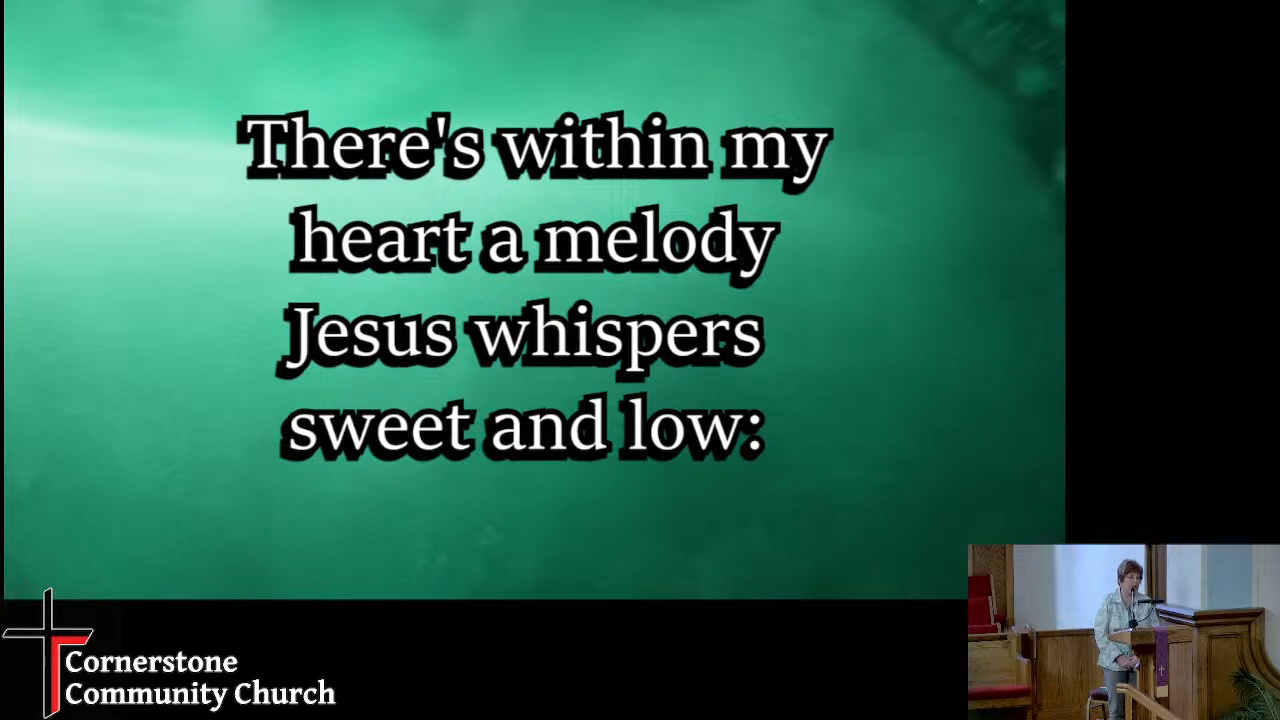 There's within my
heart a melody
Jesus whispers
sweet and low:
Cornerstone
Community Church